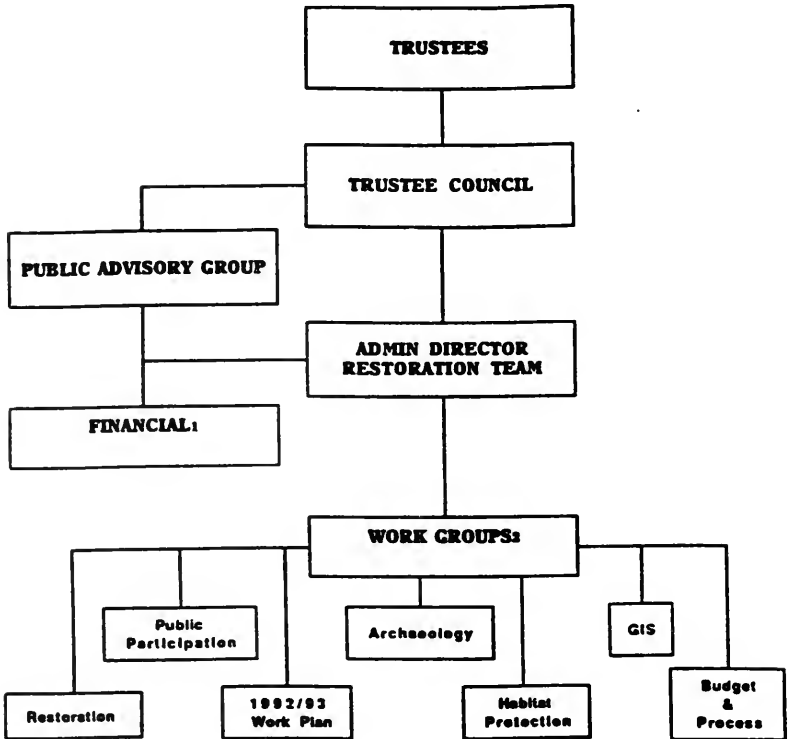 TRUSTEES
TRUSTEE COUNCIL
PUBLIC ADVISORY GROUP
ADMIN DIRECTOR
RESTORATION TEAM
FINANCIAL1
WORK GROUPS2
Public
Participation
Archaeology
GIS
Restoration
1992/93
Work Plan
Habitat
Protection
Budget
&
Process